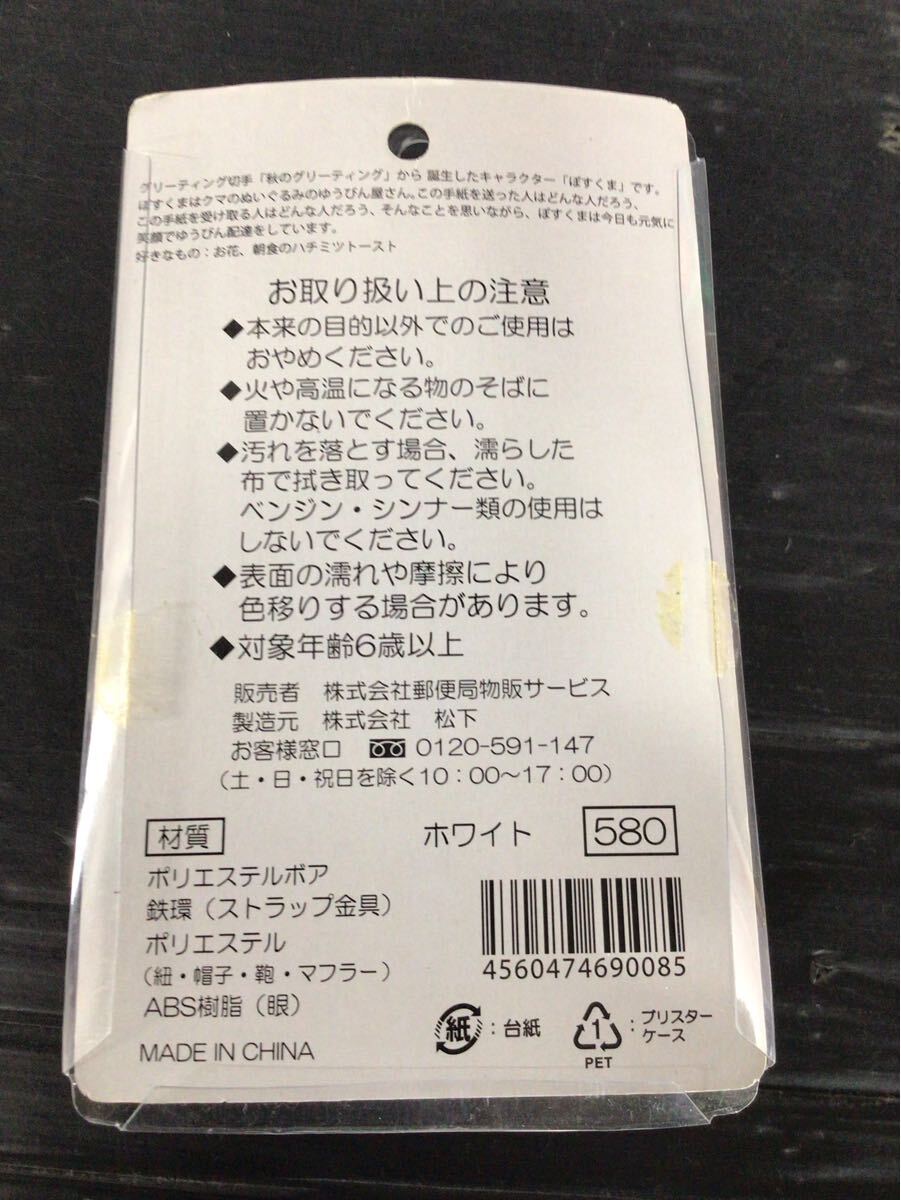 グリーティング切手「秋のグリーティング」から 誕生したキャラクター「ぽすくま」です。
ぽすくまはクマのぬいぐるみのゆうびん屋さん。この手紙を送った人はどんな人だろう、
この手紙を受け取る人はどんな人だろう、そんなことを思いながら、ぽすくまは今日も元気に
笑顔でゆうびん配達をしています。
好きなもの：お花、朝食のハチミツトースト
お取り扱い上の注意
◆本来の目的以外でのご使用は
おやめください。
◆火や高温になる物のそばに
置かないでください。
◆汚れを落とす場合、濡らした
布で拭き取ってください。
ベンジン・シンナー類の使用は
しないでください。
◆表面の濡れや摩擦により
色移りする場合があります。
◆対象年齢6歳以上
販売者 株式会社郵便局物販サービス
製造元 株式会社 松下
お客様窓口 0120-591-147
（土・日・祝日を除く10：00〜17：00）
材質 ホワイト 580
ポリエステルボア
鉄環（ストラップ金具）
ポリエステル
（紐・帽子・鞄・マフラー）
ABS樹脂（眼）
MADE IN CHINA
4560474690085
紙：台紙
1 PET：ブリスターケース